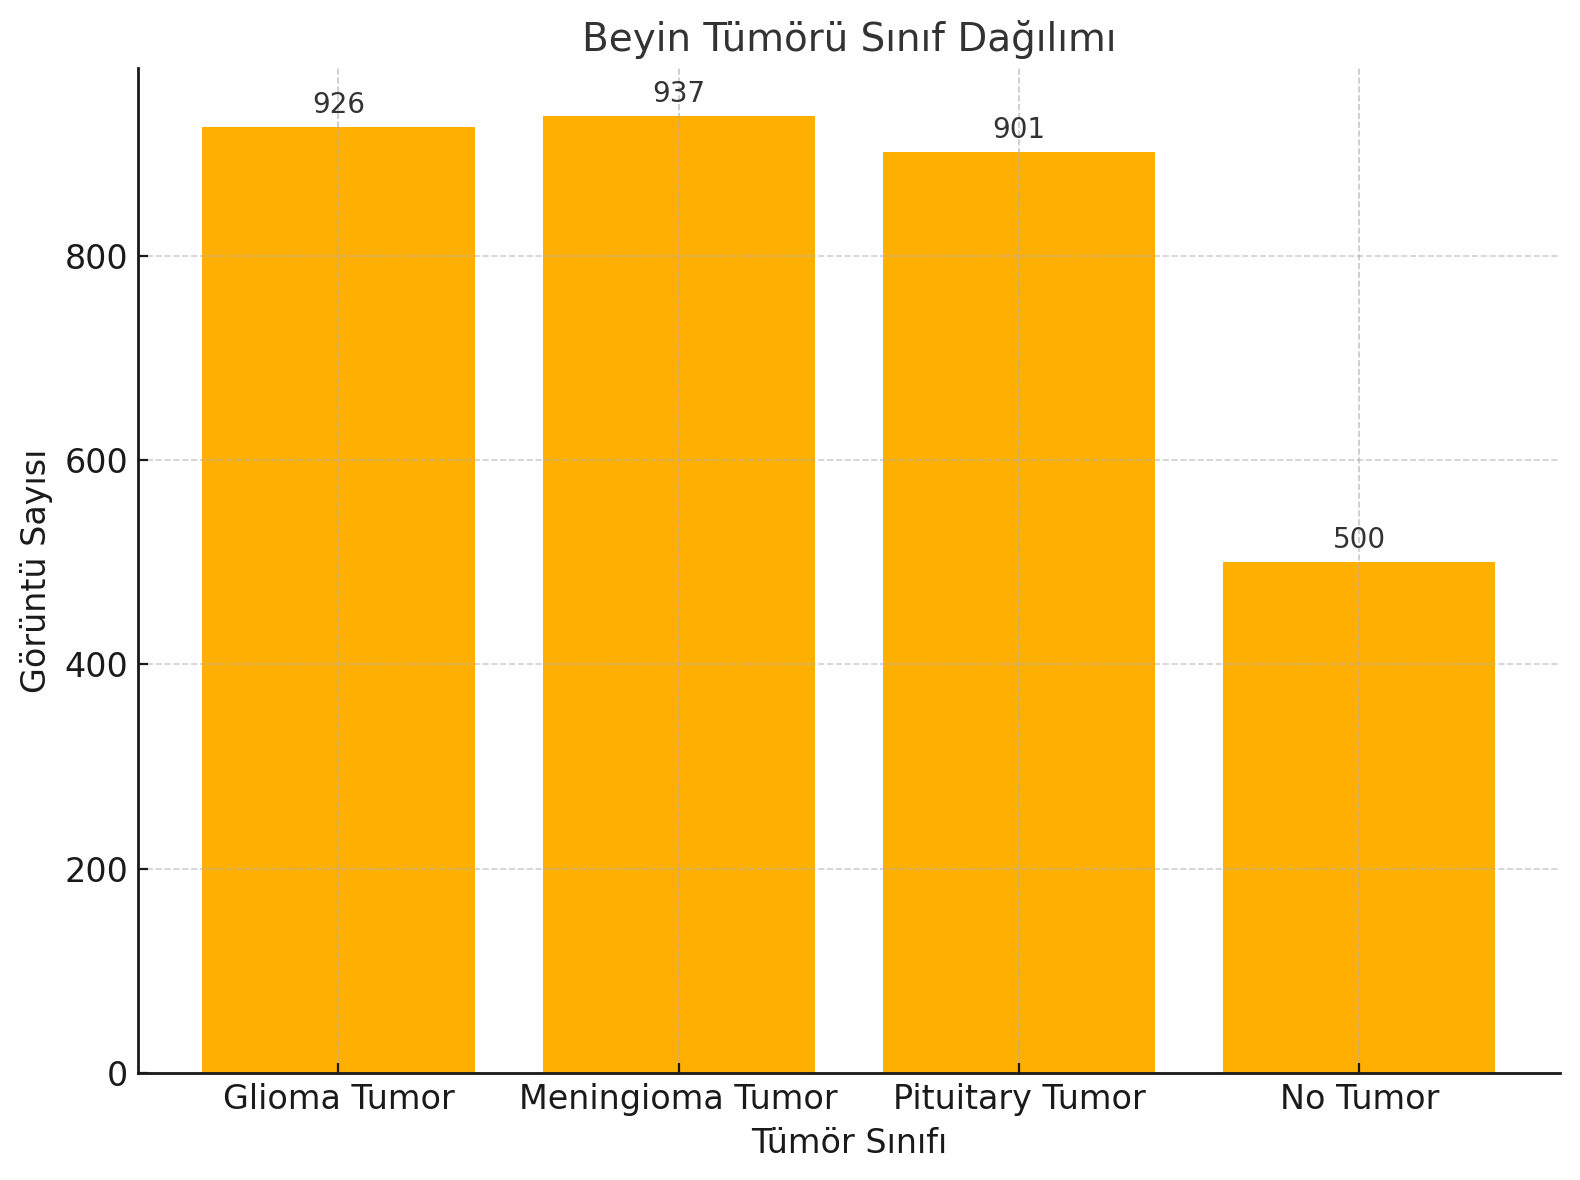 Beyin Tümörü Sınıf Dağılımı
926
937
901
500
800
600
400
200
0
Görüntü Sayısı
Glioma Tumor
Meningioma Tumor
Pituitary Tumor
No Tumor
Tümör Sınıfı